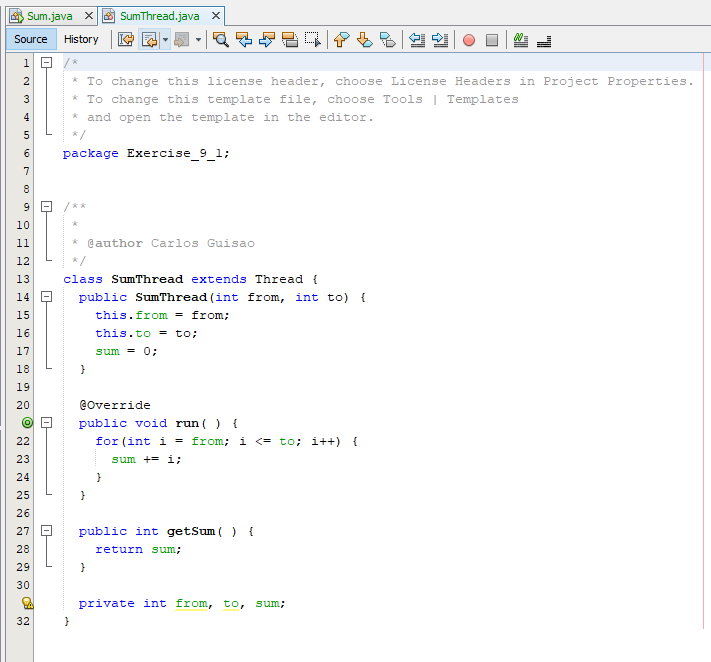 Sum.java SumThread.java
Source History
1 /*
2  * To change this license header, choose License Headers in Project Properties.
3  * To change this template file, choose Tools | Templates
4  * and open the template in the editor.
5  */
6 package Exercise_9_1;
7
8
9 /**
10  *
11  * @author Carlos Guisao
12  */
13 class SumThread extends Thread {
14   public SumThread(int from, int to) {
15     this.from = from;
16     this.to = to;
17     sum = 0;
18   }
19
20   @Override
public void run( ) {
22     for(int i = from; i <= to; i++) {
23       sum += i;
24     }
25   }
26
27   public int getSum( ) {
28     return sum;
29   }
30
private int from, to, sum;
32 }